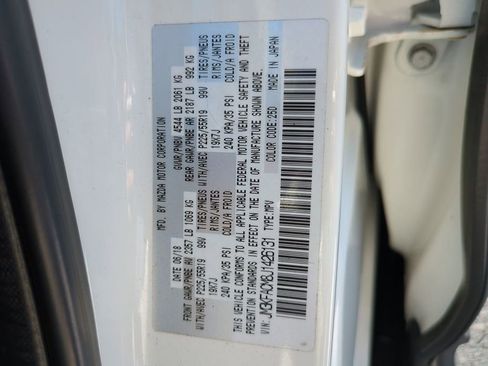 MFD. BY MAZDA MOTOR CORPORATION
DATE: 06/18 GVWR/PNBV 4544 LB 2061 KG
FRONT GAWR/PNBE AV 2357 LB 1069 KG REAR GAWR/PNBE AR 2187 LB 992 KG
WITH/AVEC P225/55R19 99V TIRES/PNEUS WITH/AVEC P225/55R19 99V TIRES/PNEUS
19X7J RIMS/JANTES 19X7J RIMS/JANTES
240 KPA/35 PSI COLD/A FROID 240 KPA/35 PSI COLD/A FROID
THIS VEHICLE CONFORMS TO ALL APPLICABLE FEDERAL MOTOR VEHICLE SAFETY AND THEFT
PREVENTION STANDARDS IN EFFECT ON THE DATE OF MANUFACTURE SHOWN ABOVE.
VIN: TYPE: MPV COLOR CODE: 25D MADE IN JAPAN